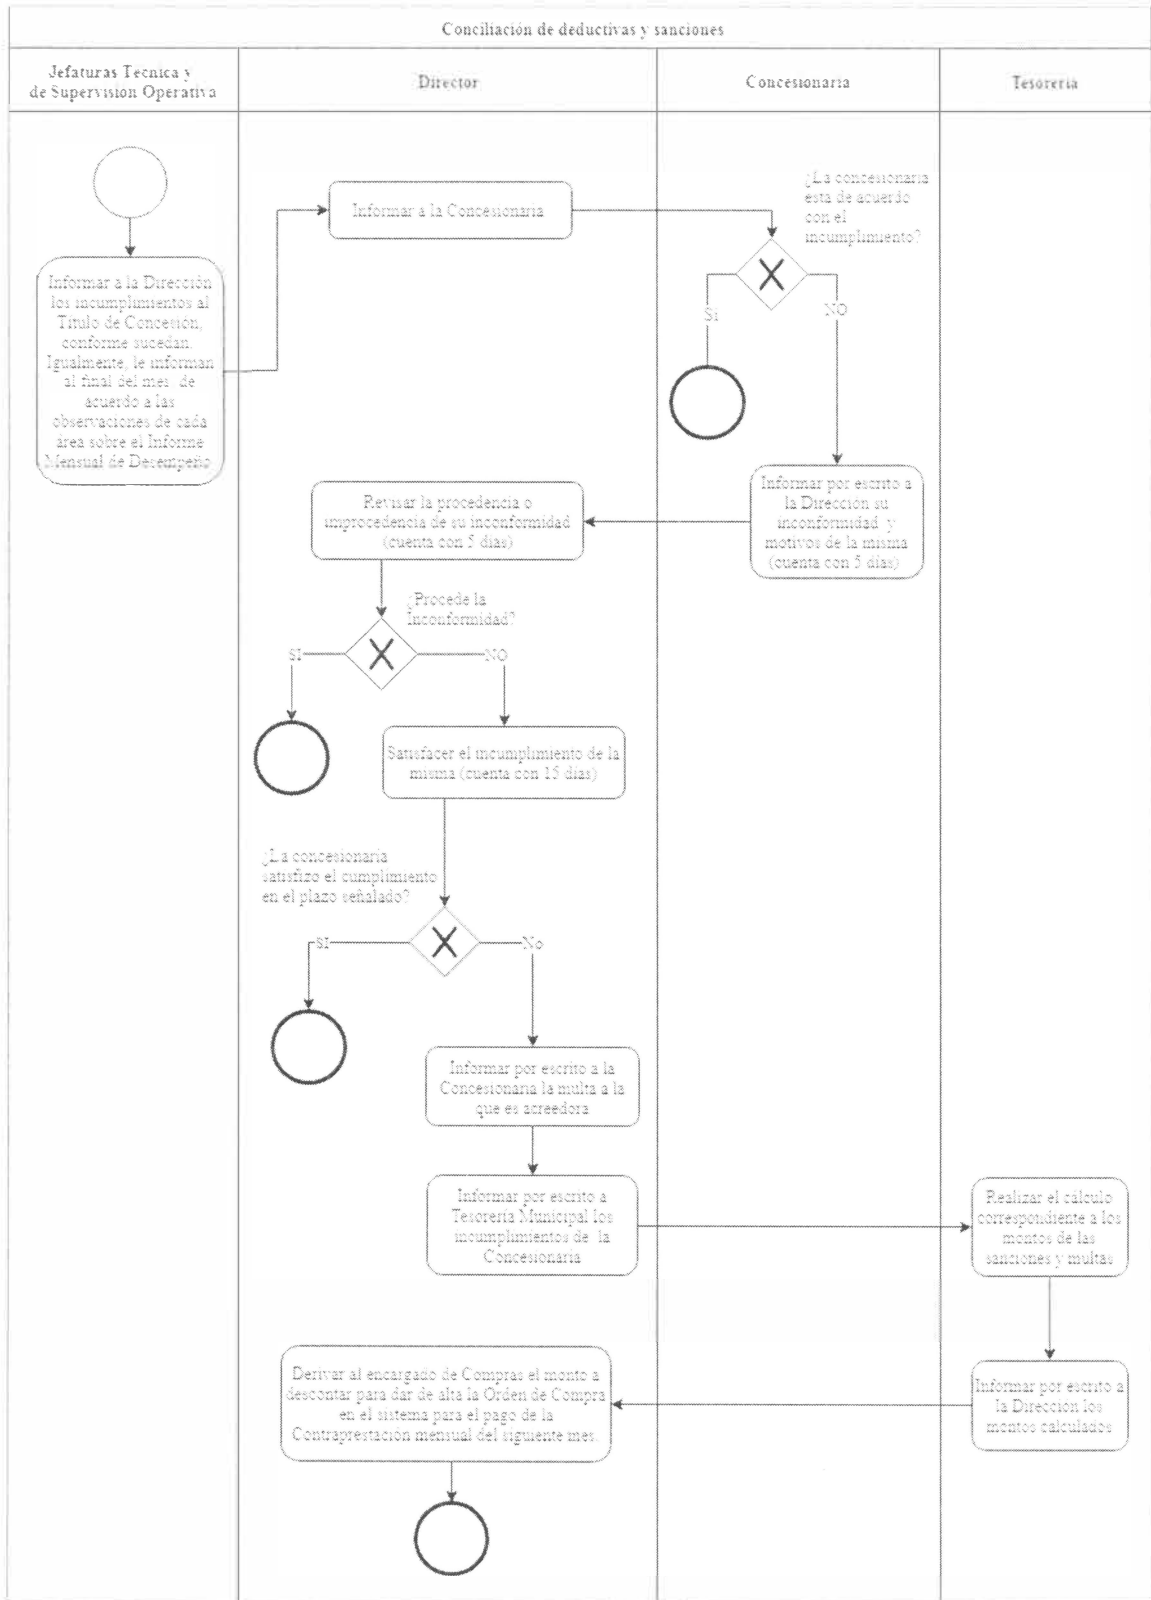 Conciliación de deductivas y sanciones
Jefaturas Tecnica y
de Supervision Operativa
Director
Concesionaria
Tesoreria
Informar a la Concesionaria
¿La concesionaria
esta de acuerdo
con el
incumplimiento?
Informar a la Dirección
los incumplimientos al
Título de Concesión,
conforme sucedan.
Igualmente, le informan
al final del mes de
acuerdo a las
observaciones de cada
area sobre el Informe
Mensual de Desempeño
Si
NO
Informar por escrito a
la Dirección su
inconformidad y
motivos de la misma
(cuenta con 5 dias)
Revisar la procedencia o
improcedencia de su inconformidad
(cuenta con 5 dias)
¿Procede la
Inconformidad?
SI
NO
Satisfacer el incumplimiento de la
misma (cuenta con 15 dias)
¿La concesionaria
satisfizo el cumplimiento
en el plazo señalado?
SI
No
Informar por escrito a la
Concesionaria la multa a la
que es acreedora
Informar por escrito a
Tesorería Municipal los
incumplimientos de la
Concesionaria
Realizar el cálculo
correspondiente a los
montos de las
sanciones y multas
Informar por escrito a
la Dirección los
montos calculados
Derivar al encargado de Compras el monto a
descontar para dar de alta la Orden de Compra
en el sistema para el pago de la
Contraprestación mensual del siguiente mes.